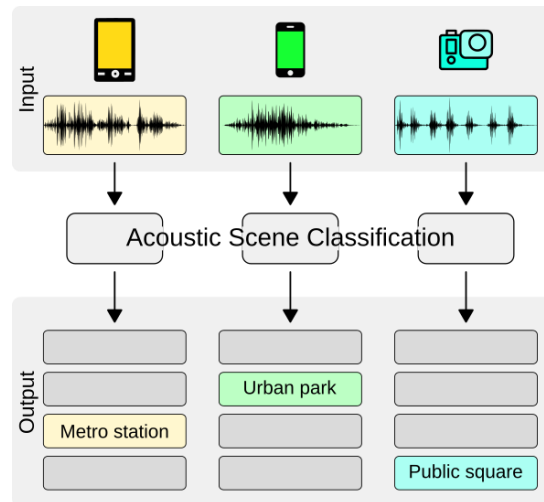 Input
Acoustic Scene Classification
Output
Urban park
Metro station
Public square